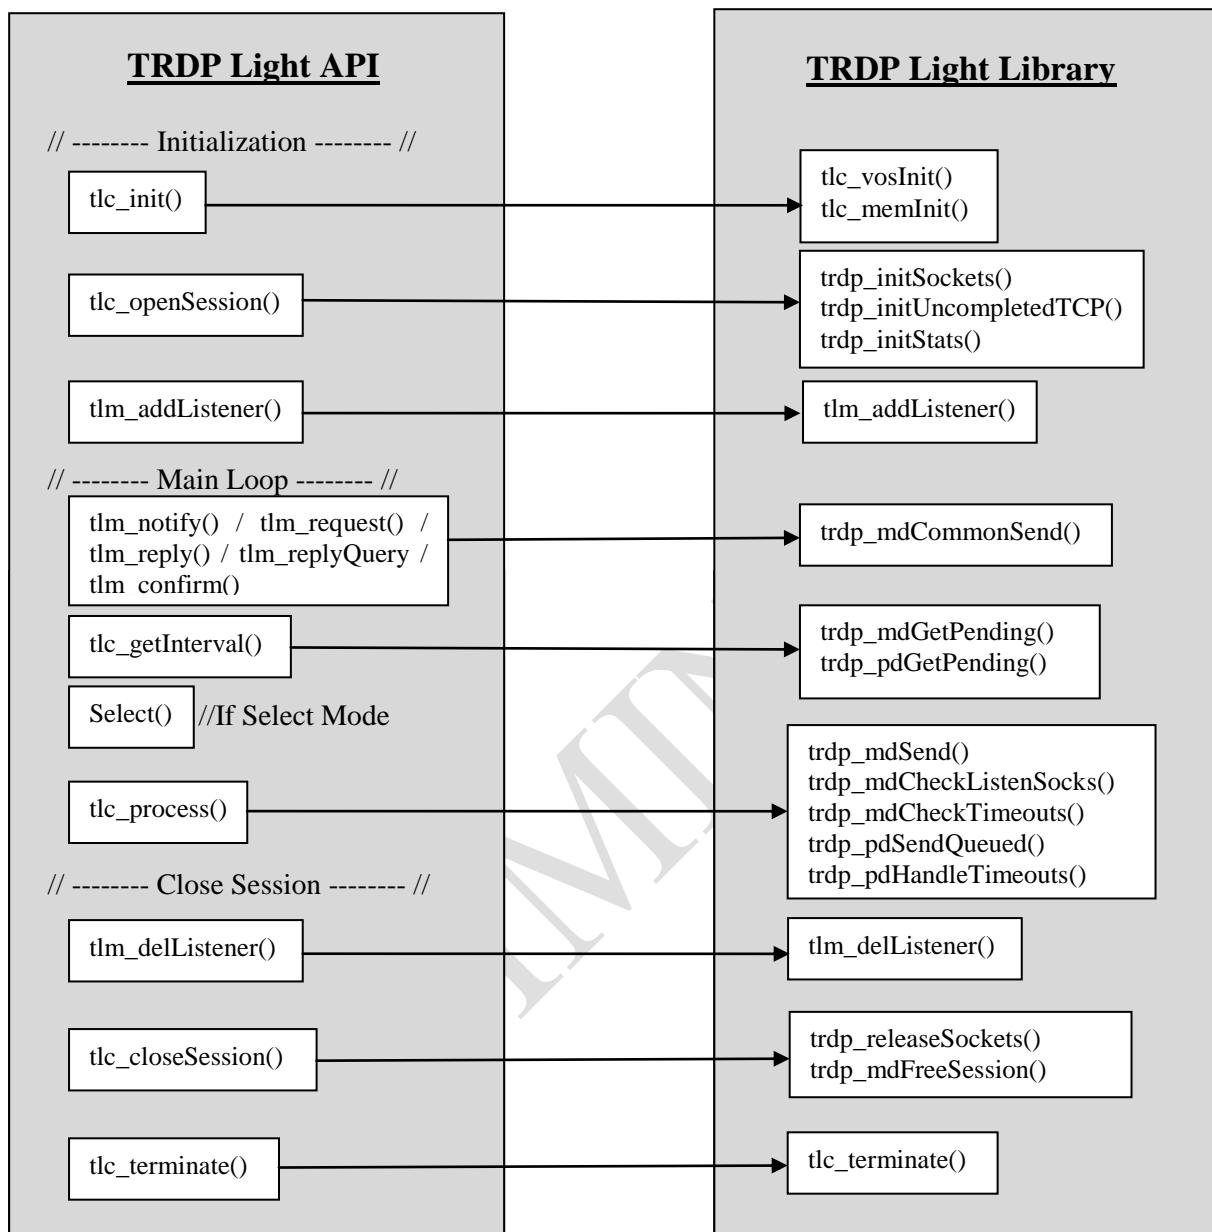 TRDP Light API
// -------- Initialization -------- //
tlc_init()
tlc_openSession()
tlm_addListener()
// -------- Main Loop -------- //
tlm_notify() / tlm_request() /
tlm_reply() / tlm_replyQuery /
tlm_confirm()
tlc_getInterval()
Select() //If Select Mode
tlc_process()
// -------- Close Session -------- //
tlm_delListener()
tlc_closeSession()
tlc_terminate()
TRDP Light Library
tlc_vosInit()
tlc_memInit()
trdp_initSockets()
trdp_initUncompletedTCP()
trdp_initStats()
tlm_addListener()
trdp_mdCommonSend()
trdp_mdGetPending()
trdp_pdGetPending()
trdp_mdSend()
trdp_mdCheckListenSocks()
trdp_mdCheckTimeouts()
trdp_pdSendQueued()
trdp_pdHandleTimeouts()
tlm_delListener()
trdp_releaseSockets()
trdp_mdFreeSession()
tlc_terminate()